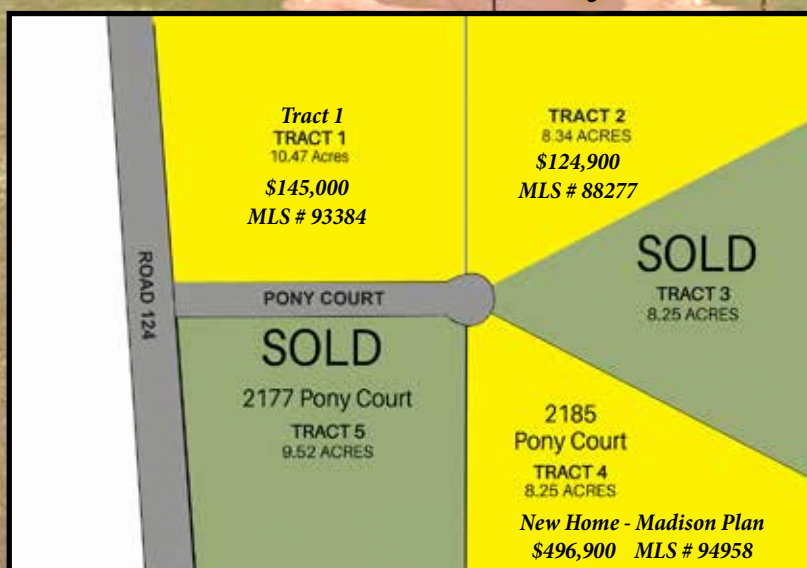 Tract 1
TRACT 1
10.47 Acres
$145,000
MLS # 93384
TRACT 2
8.34 ACRES
$124,900
MLS # 88277
SOLD
TRACT 3
8.25 ACRES
ROAD 124
PONY COURT
SOLD
2177 Pony Court
TRACT 5
9.52 ACRES
2185
Pony Court
TRACT 4
8.25 ACRES
New Home - Madison Plan
$496,900 MLS # 94958